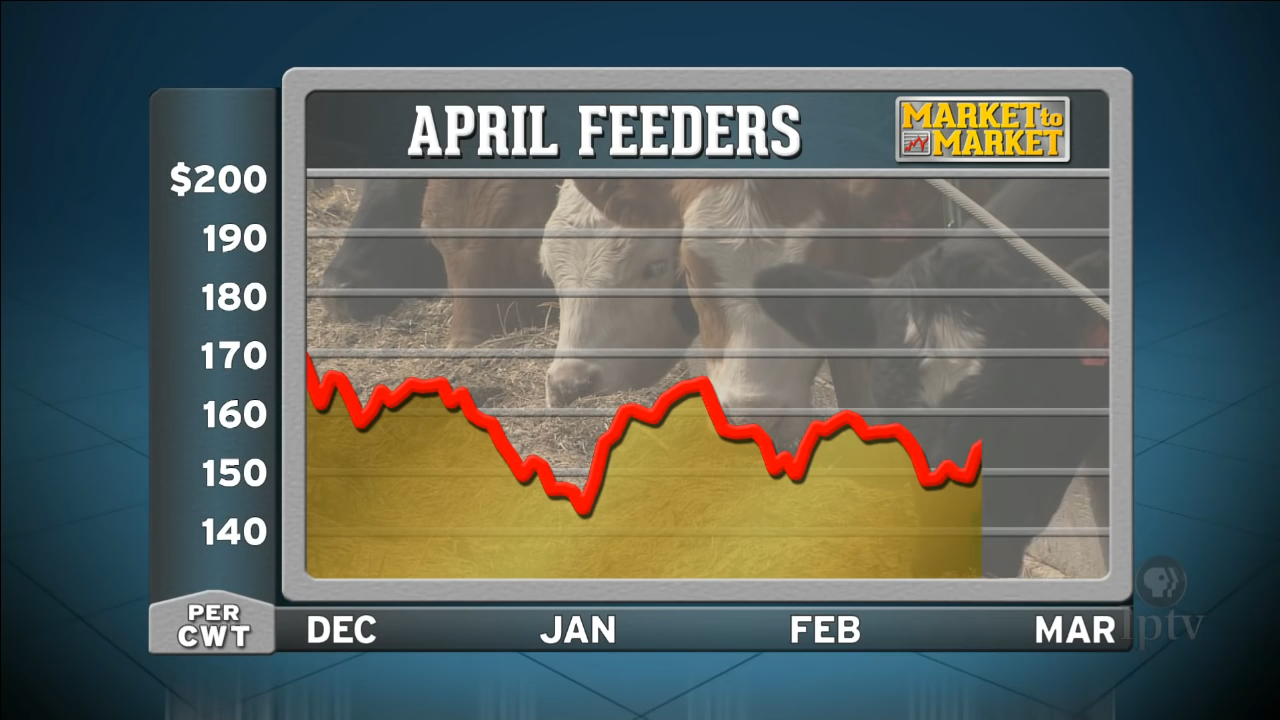 APRIL FEEDERS
MARKET to
MARKET
$200
190
180
170
160
150
140
PER
CWT
DEC JAN FEB MAR
iptv